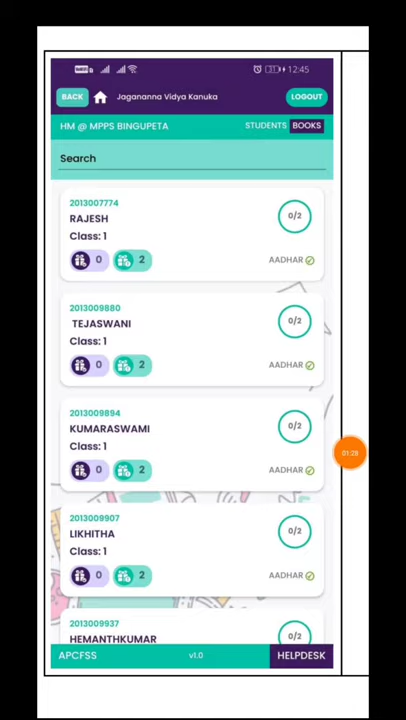 12:45
BACK Jagananna Vidya Kanuka LOGOUT
HM @ MPPS BINGUPETA STUDENTS BOOKS
Search
2013007774
RAJESH
0/2
Class: 1
0 2 AADHAR
2013009880
TEJASWANI
0/2
Class: 1
0 2 AADHAR
2013009894
KUMARASWAMI
0/2
Class: 1
0 2 AADHAR
01:28
2013009907
LIKHITHA
0/2
Class: 1
0 2 AADHAR
2013009937
HEMANTHKUMAR
0/2
APCFSS v1.0 HELPDESK